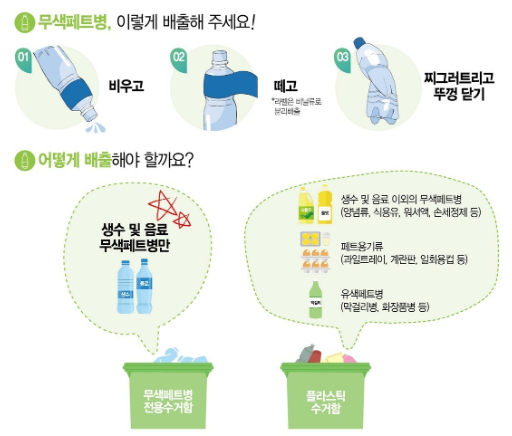 무색페트병, 이렇게 배출해 주세요!
01
비우고
02
떼고
*라벨은 비닐류로
분리배출
03
찌그러트리고
뚜껑 닫기
어떻게 배출해야 할까요?
생수 및 음료
무색페트병만
생수
음료
무색페트병
전용수거함
생수 및 음료 이외의 무색페트병
(양념류, 식용유, 워셔액, 손세정제 등)
페트용기류
(과일트레이, 계란판, 일회용컵 등)
유색페트병
(막걸리병, 화장품병 등)
막걸리
플라스틱
수거함